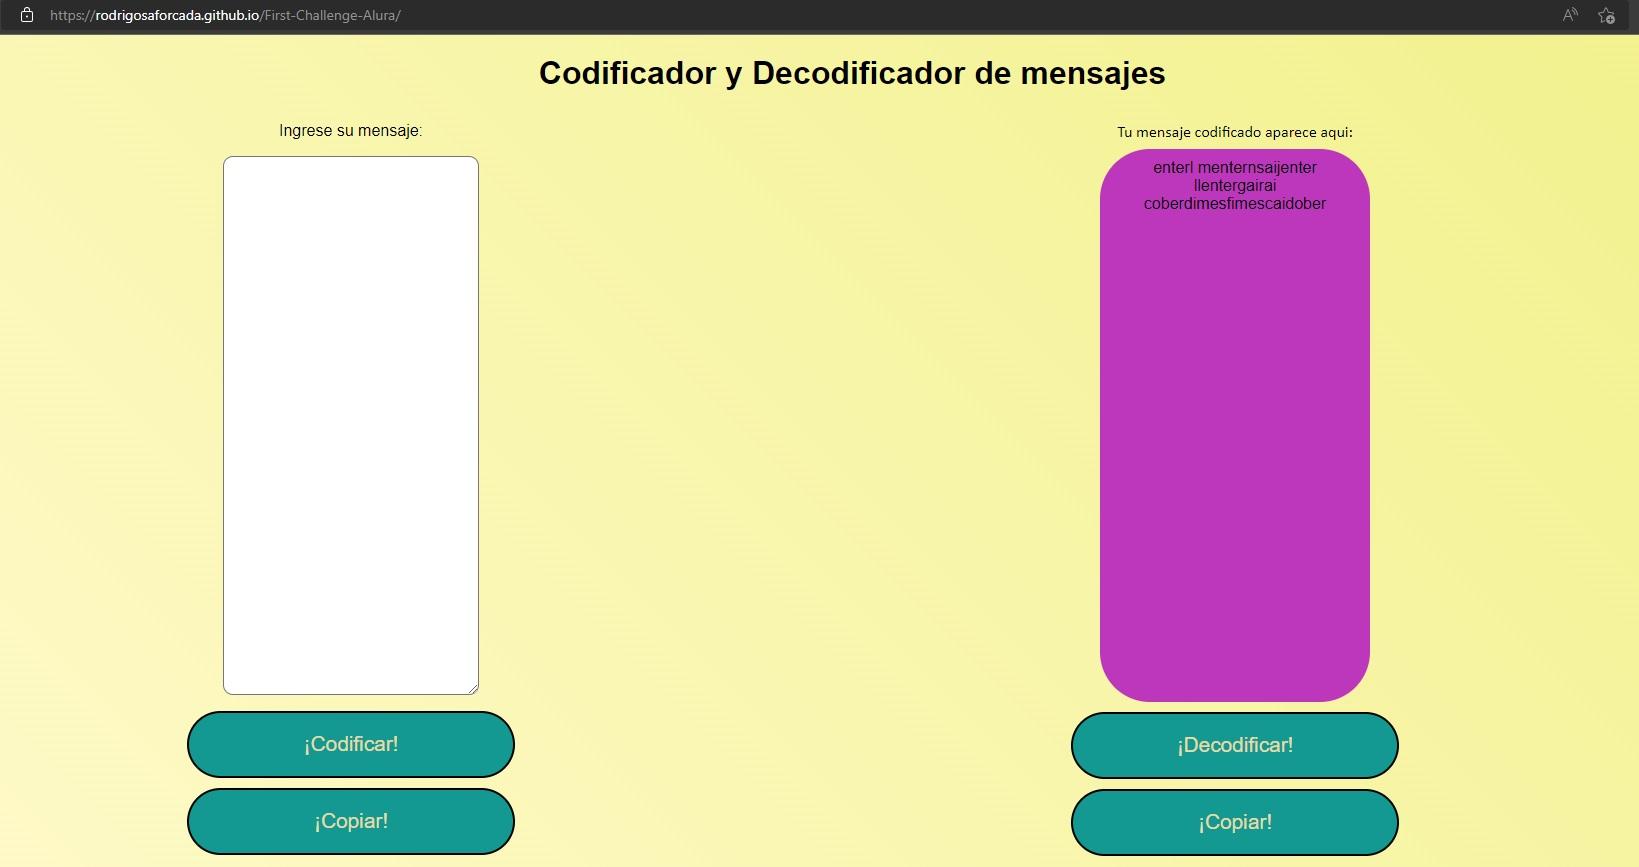 https://rodrigosaforcada.github.io/First-Challenge-Alura/
Codificador y Decodificador de mensajes
Ingrese su mensaje:
¡Codificar!
¡Copiar!
Tu mensaje codificado aparece aqui:
enterl menternsaijenter
llentergairai
coberdimesfimescaidober
¡Decodificar!
¡Copiar!